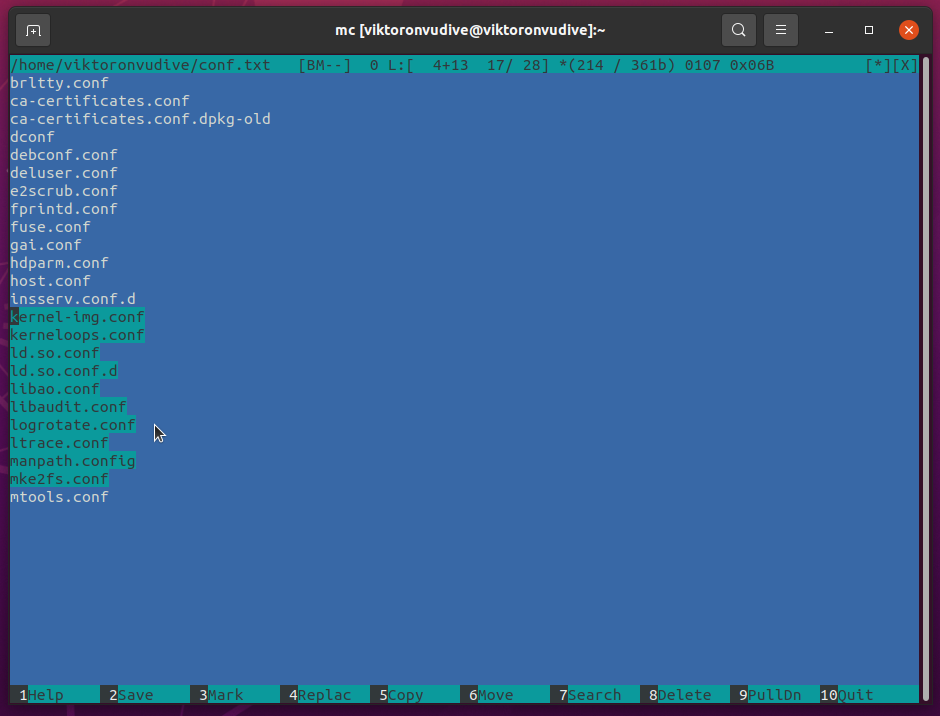 mc [viktoronvudive@viktoronvudive]:~
/home/viktoronvudive/conf.txt [BM--] 0 L:[ 4+13 17/ 28] *(214 / 361b) 0107 0x06B [*][X]
brltty.conf
ca-certificates.conf
ca-certificates.conf.dpkg-old
dconf
debconf.conf
deluser.conf
e2scrub.conf
fprintd.conf
fuse.conf
gai.conf
hdparm.conf
host.conf
insserv.conf.d
kernel-img.conf
kerneloops.conf
ld.so.conf
ld.so.conf.d
libao.conf
libaudit.conf
logrotate.conf
ltrace.conf
manpath.config
mke2fs.conf
mtools.conf
1Help 2Save 3Mark 4Replac 5Copy 6Move 7Search 8Delete 9PullDn 10Quit